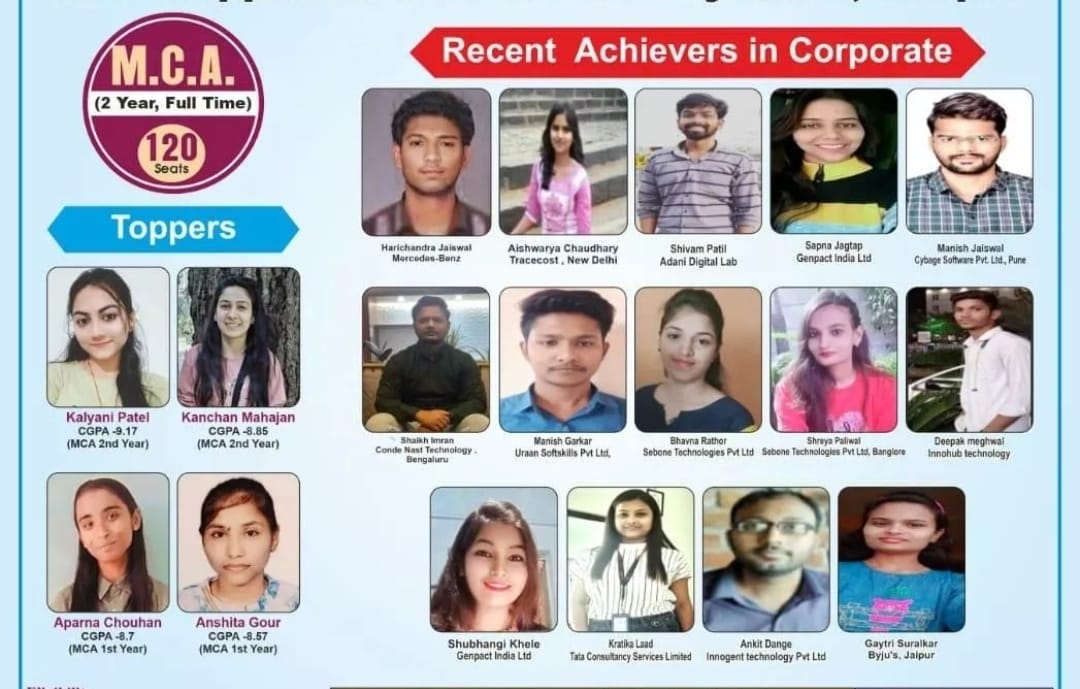 M.C.A.
(2 Year, Full Time)
120
Seats
Toppers
Kalyani Patel
CGPA -9.17
(MCA 2nd Year)
Kanchan Mahajan
CGPA -8.85
(MCA 2nd Year)
Aparna Chouhan
CGPA -8.7
(MCA 1st Year)
Anshita Gour
CGPA -8.57
(MCA 1st Year)
Recent Achievers in Corporate
Harichandra Jaiswal
Mercedes-Benz
Aishwarya Chaudhary
Tracecost , New Delhi
Shivam Patil
Adani Digital Lab
Sapna Jagtap
Genpact India Ltd
Manish Jaiswal
Cybage Software Pvt. Ltd., Pune
Shaikh Imran
Conde Nast Technology ,
Bengaluru
Manish Garkar
Uraan Softskills Pvt Ltd,
Bhavna Rathor
Sebone Technologies Pvt Ltd
Shreya Paliwal
Sebone Technologies Pvt Ltd, Banglore
Deepak meghwal
Innohub technology
Shubhangi Khele
Genpact India Ltd
Kratika Laad
Tata Consultancy Services Limited
Ankit Dange
Innogent technology Pvt Ltd
Gaytri Suralkar
Byju's, Jaipur